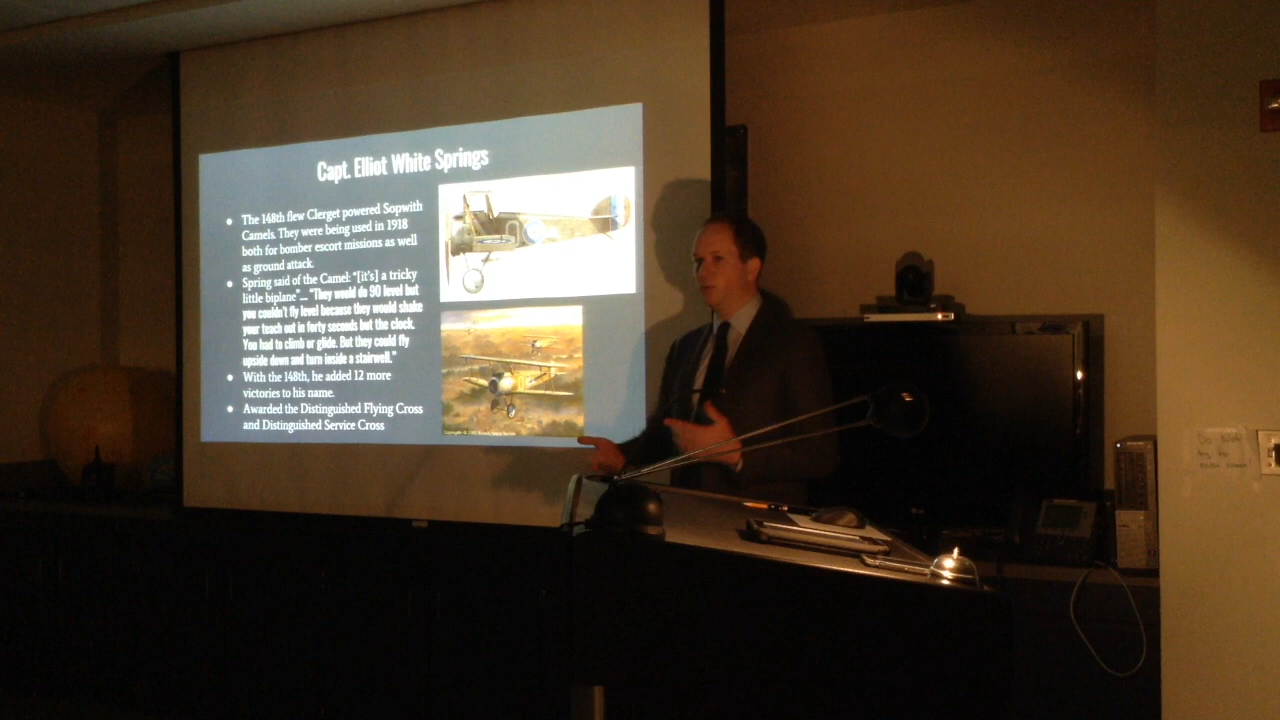 Capt. Elliot White Springs
The 148th flew Clerget powered Sopwith
Camels. They were being used in 1918
both for bomber escort missions as well
as ground attack.
Spring said of the Camel: "[it's] a tricky
little biplane"... "They would do 90 level but
you couldn't fly level because they would shake
your teach out in forty seconds but the clock.
You had to climb or glide. But they could fly
upside down and turn inside a stairwell."
With the 148th, he added 12 more
victories to his name.
Awarded the Distinguished Flying Cross
and Distinguished Service Cross
Do Not
LG